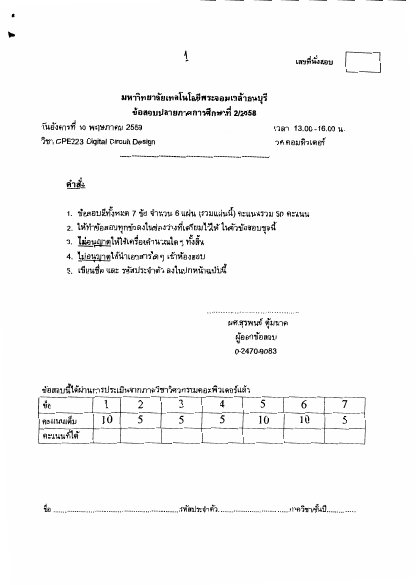 1
เลขที่นั่งสอบ
มหาวิทยาลัยเทคโนโลยีพระจอมเกล้าธนบุรี
ข้อสอบปลายภาคการศึกษาที่ 2/2558
วันอังคารที่ 10 พฤษภาคม 2559 เวลา 13.00-16.00 น.
วิชา CPE223 Digital Circuit Design วศ.คอมพิวเตอร์
คำสั่ง
1. ข้อสอบมีทั้งหมด 7 ข้อ จำนวน 6 แผ่น (รวมแผ่นนี้) คะแนนรวม 50 คะแนน
2. ให้ทำข้อสอบทุกข้อลงในช่องว่างที่เตรียมไว้ให้ ในตัวข้อสอบชุดนี้
3. ไม่อนุญาตให้ใช้เครื่องคำนวณใดๆ ทั้งสิ้น
4. ไม่อนุญาตให้นำเอกสารใดๆ เข้าห้องสอบ
5. เขียนชื่อ และ รหัสประจำตัว ลงในปกหน้าฉบับนี้
ผศ.สุรพนธ์ ตุ้มนาค
ผู้ออกข้อสอบ
0-2470-9083
ข้อสอบนี้ได้ผ่านการประเมินจากภาควิชาวิศวกรรมคอมพิวเตอร์แล้ว
ข้อ 1 2 3 4 5 6 7
คะแนนเต็ม 10 5 5 5 10 10 5
คะแนนที่ได้
ชื่อ ........................ รหัสประจำตัว ........................ ภาควิชา/ชั้นปี ................